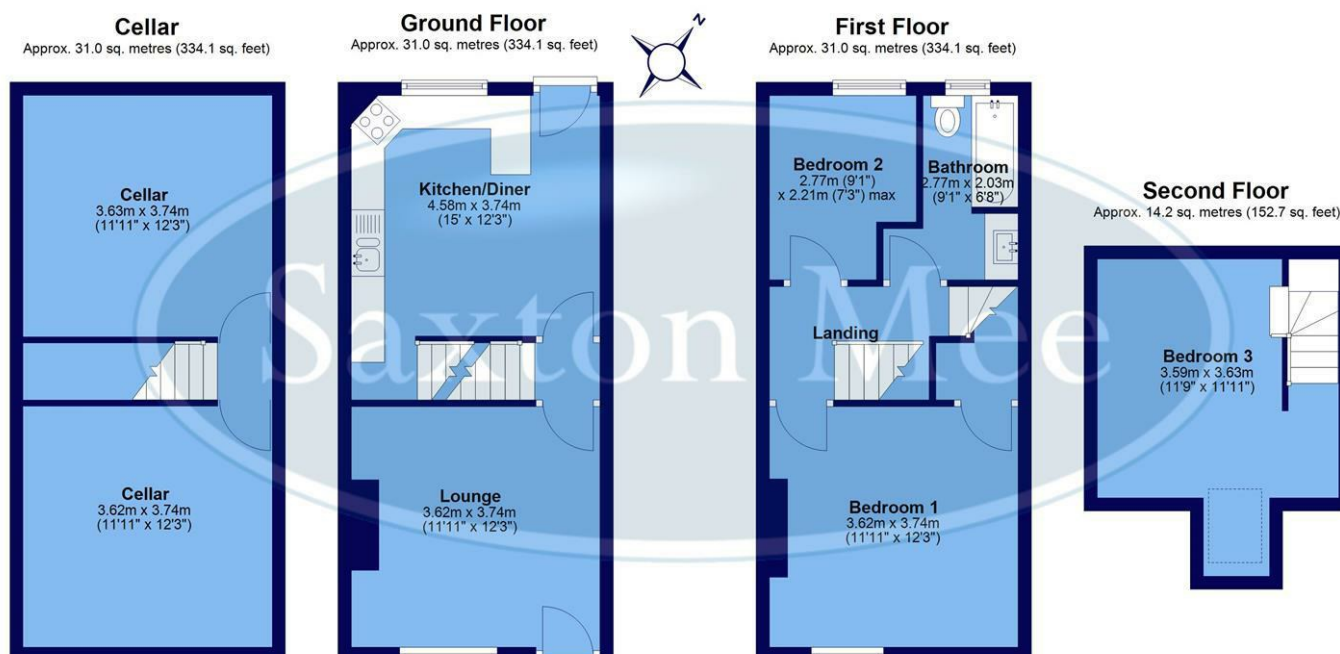 Cellar
Approx. 31.0 sq. metres (334.1 sq. feet)
Cellar
3.63m x 3.74m
(11'11" x 12'3")
Cellar
3.62m x 3.74m
(11'11" x 12'3")
Ground Floor
Approx. 31.0 sq. metres (334.1 sq. feet)
N
Kitchen/Diner
4.58m x 3.74m
(15' x 12'3")
Lounge
3.62m x 3.74m
(11'11" x 12'3")
First Floor
Approx. 31.0 sq. metres (334.1 sq. feet)
Bedroom 2
2.77m (9'1")
x 2.21m (7'3") max
Bathroom
2.77m x 2.03m
(9'1" x 6'8")
Landing
Bedroom 1
3.62m x 3.74m
(11'11" x 12'3")
Second Floor
Approx. 14.2 sq. metres (152.7 sq. feet)
Bedroom 3
3.59m x 3.63m
(11'9" x 11'11")
Saxton Mee